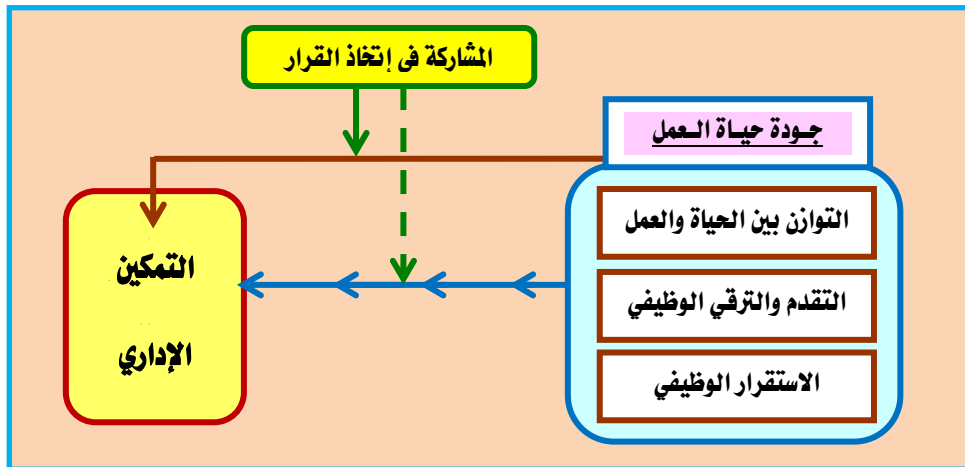 المشاركة فى إتخاذ القرار
جـودة حيـاة الـعمل
التوازن بين الحياة والعمل
التقدم والترقي الوظيفي
الاستقرار الوظيفي
التمكين
الإداري